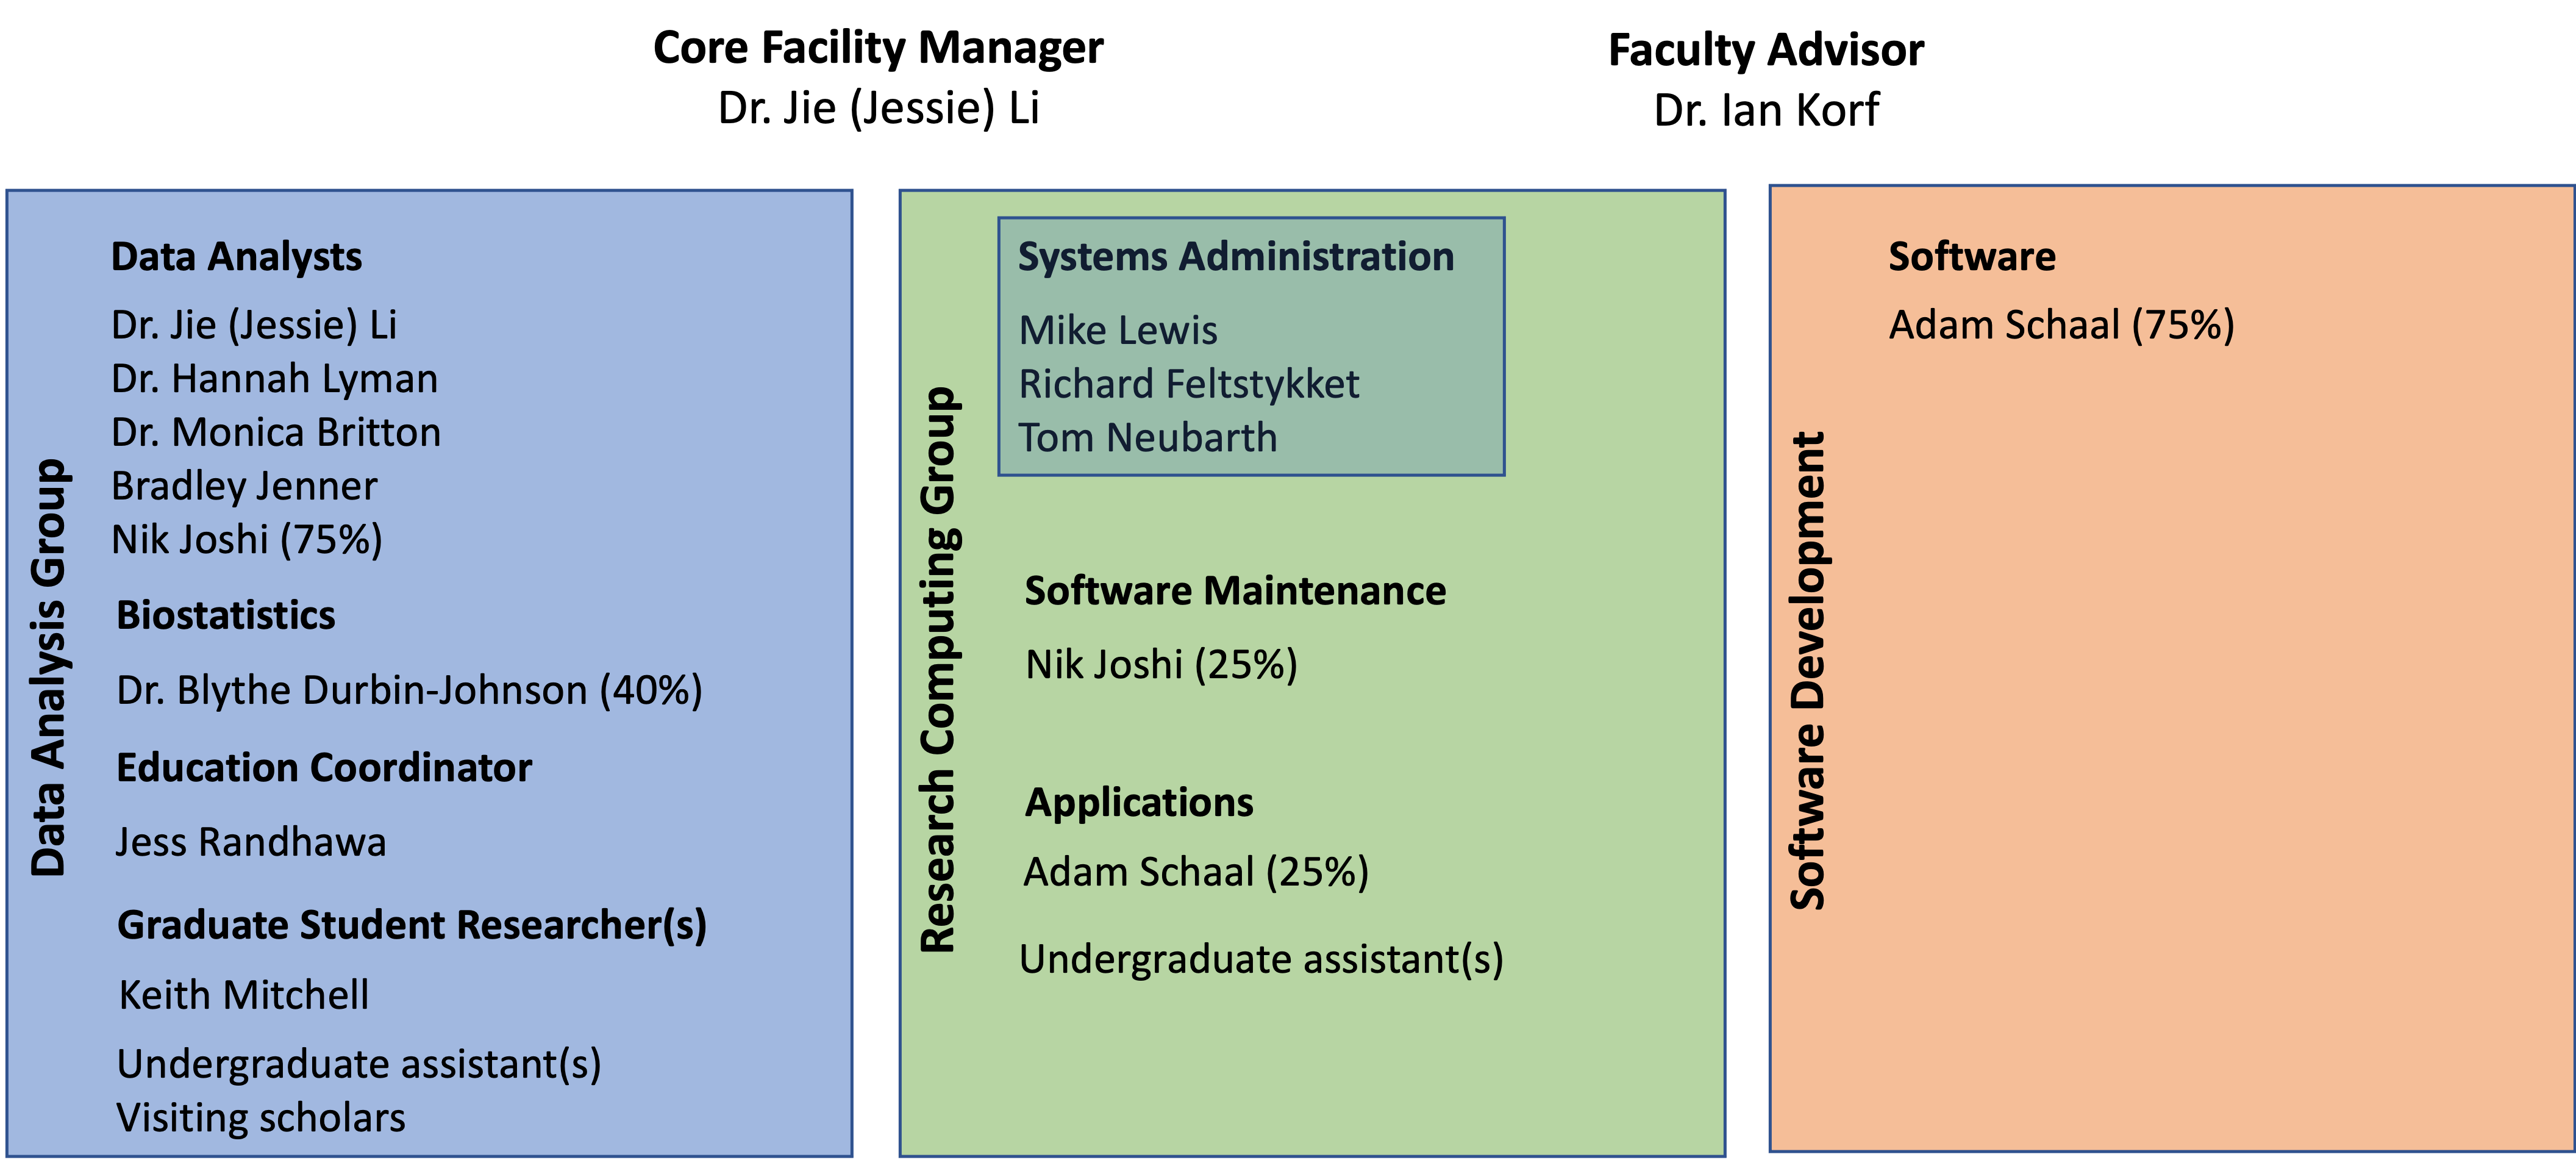 Core Facility Manager
Dr. Jie (Jessie) Li
Faculty Advisor
Dr. Ian Korf
Data Analysis Group
Data Analysts
Dr. Jie (Jessie) Li
Dr. Hannah Lyman
Dr. Monica Britton
Bradley Jenner
Nik Joshi (75%)
Biostatistics
Dr. Blythe Durbin-Johnson (40%)
Education Coordinator
Jess Randhawa
Graduate Student Researcher(s)
Keith Mitchell
Undergraduate assistant(s)
Visiting scholars
Research Computing Group
Systems Administration
Mike Lewis
Richard Feltstykket
Tom Neubarth
Software Maintenance
Nik Joshi (25%)
Applications
Adam Schaal (25%)
Undergraduate assistant(s)
Software Development
Software
Adam Schaal (75%)